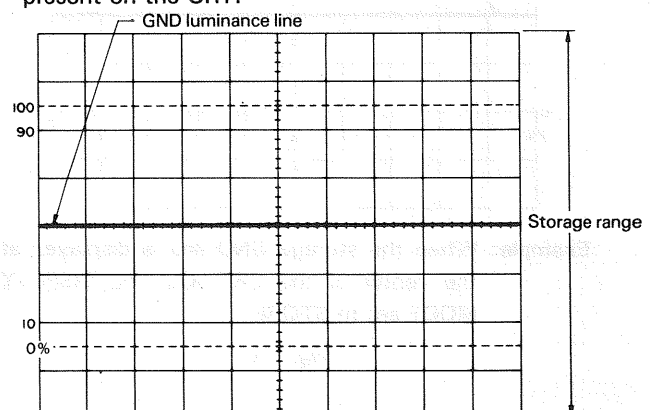 present on the CRT.
GND luminance line
100
90
Storage range
10
0%